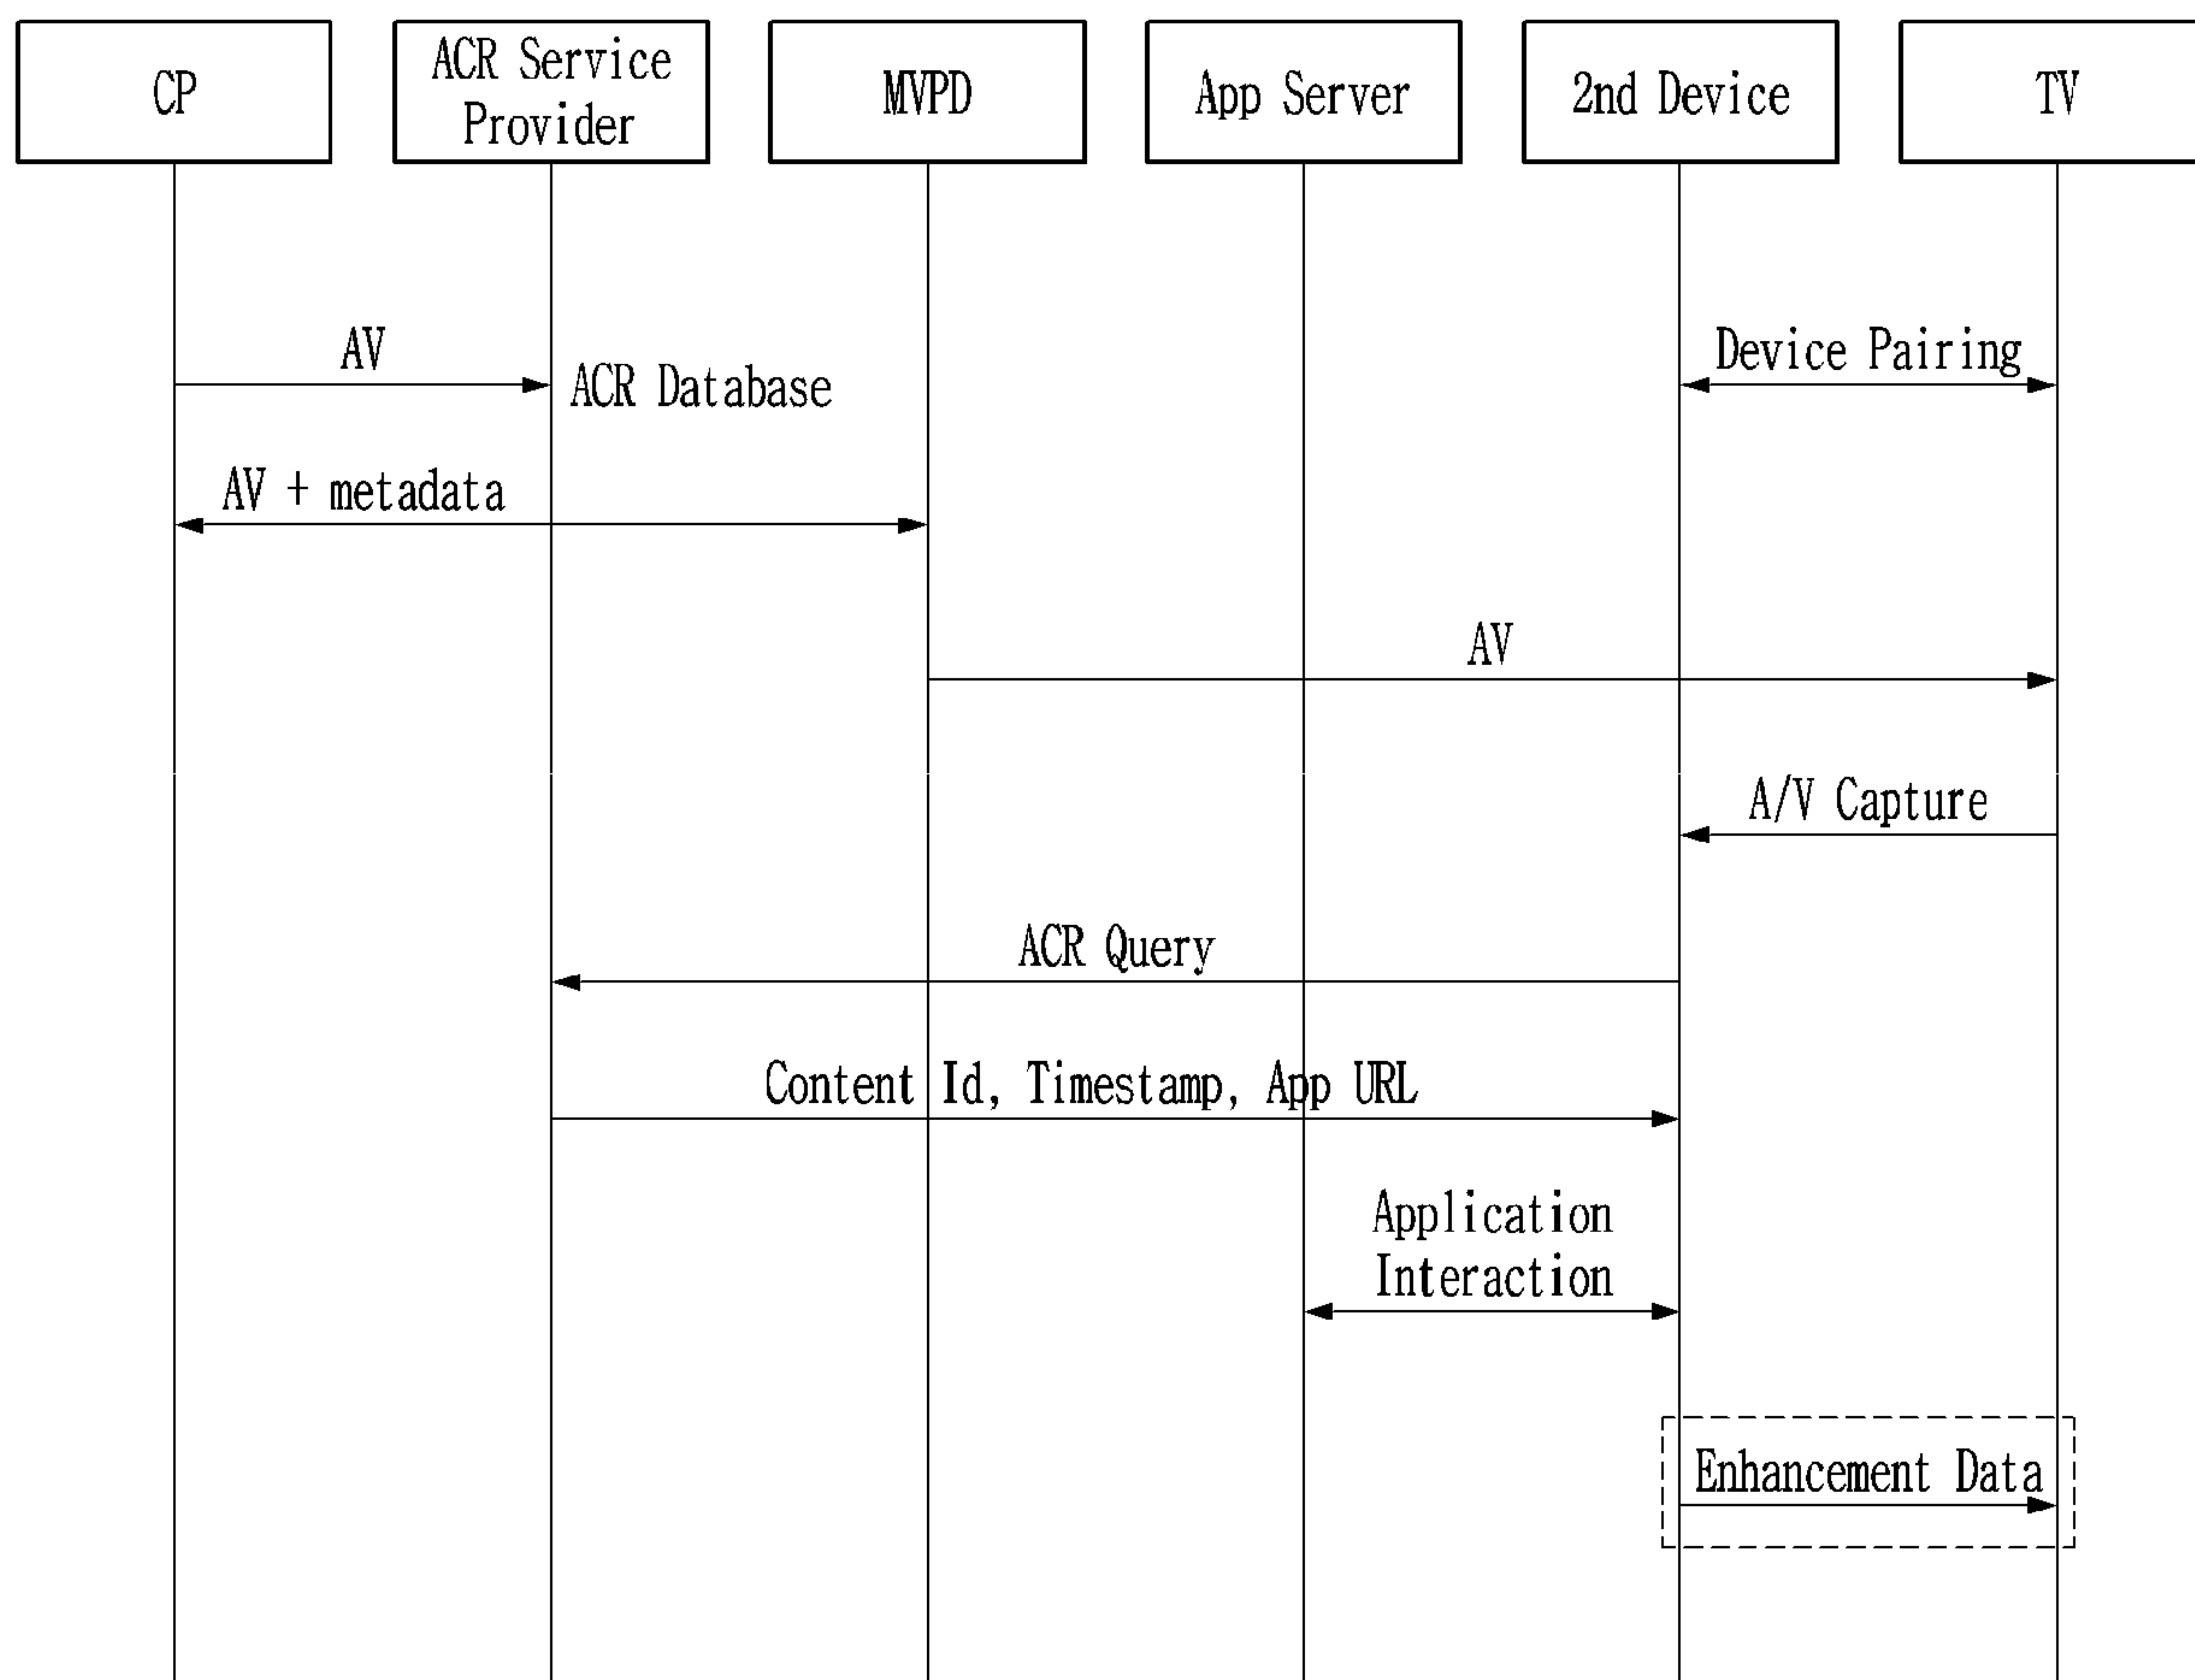 CP
ACR Service
Provider
MVPD
App Server
2nd Device
TV
AV
ACR Database
Device Pairing
AV + metadata
AV
A/V Capture
ACR Query
Content Id, Timestamp, App URL
Application
Interaction
Enhancement Data